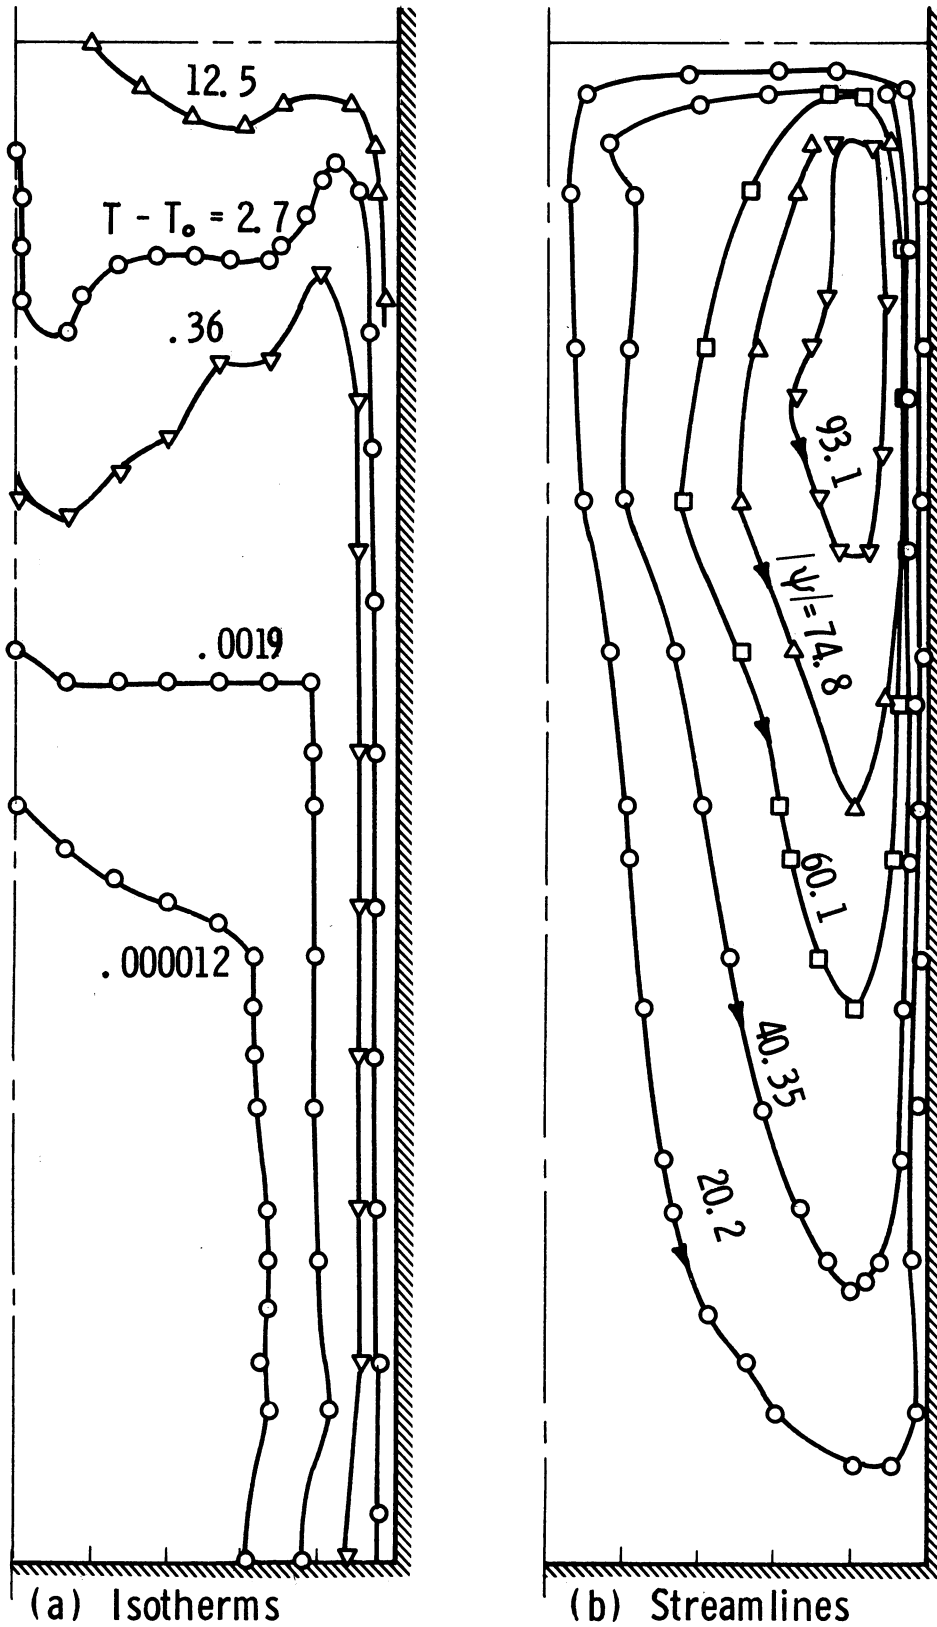 12.5
T - T₀ = 2.7
.36
.0019
.000012
(a) Isotherms
93.1
|ψ| = 74.8
60.1
40.35
20.2
(b) Streamlines